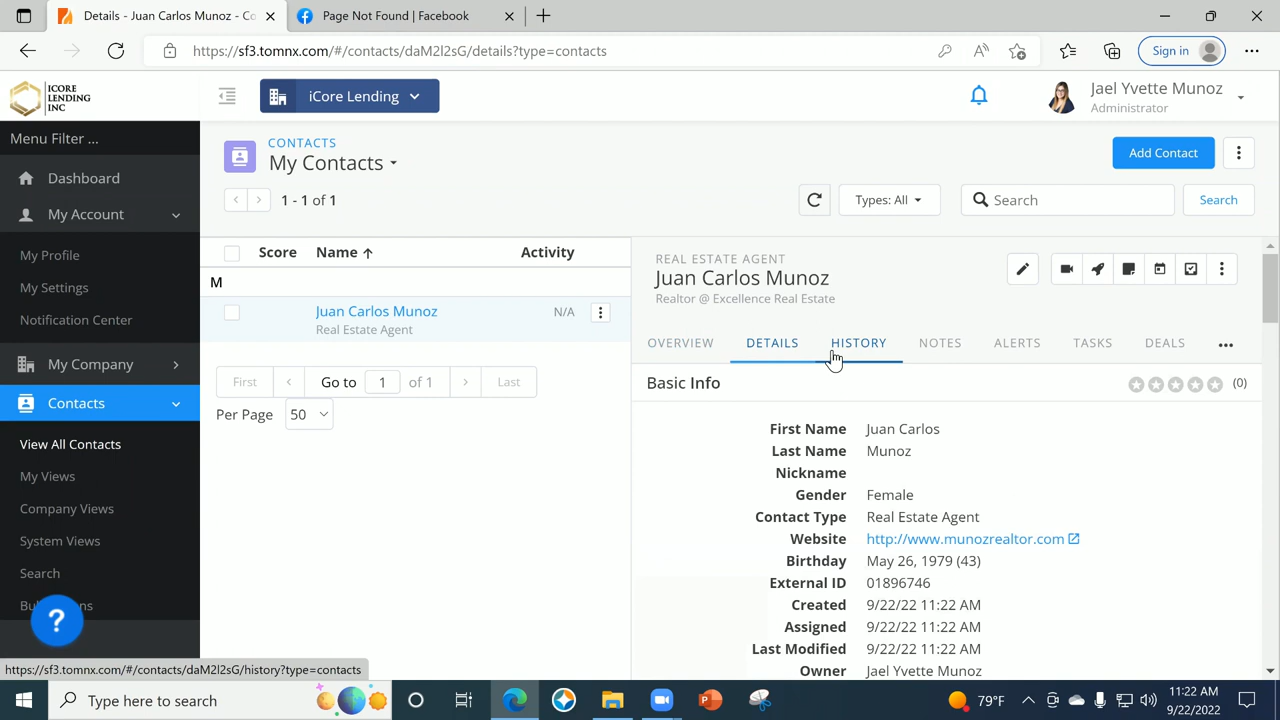 Details - Juan Carlos Munoz - Co
Page Not Found | Facebook
https://sf3.tomnx.com/#/contacts/daM2l2sG/details?type=contacts
Sign in
ICORE
LENDING
INC
iCore Lending
Jael Yvette Munoz
Administrator
Menu Filter ...
Dashboard
My Account
My Profile
My Settings
Notification Center
My Company
Contacts
View All Contacts
My Views
Company Views
System Views
Search
?
https://sf3.tomnx.com/#/contacts/daM2l2sG/history?type=contacts
CONTACTS
My Contacts
Add Contact
1 - 1 of 1
Types: All
Search
Search
Score Name Activity
M
Juan Carlos Munoz N/A
Real Estate Agent
First Go to 1 of 1 Last
Per Page 50
REAL ESTATE AGENT
Juan Carlos Munoz
Realtor @ Excellence Real Estate
OVERVIEW DETAILS HISTORY NOTES ALERTS TASKS DEALS
Basic Info (0)
First Name Juan Carlos
Last Name Munoz
Nickname
Gender Female
Contact Type Real Estate Agent
Website http://www.munozrealtor.com
Birthday May 26, 1979 (43)
External ID 01896746
Created 9/22/22 11:22 AM
Assigned 9/22/22 11:22 AM
Last Modified 9/22/22 11:22 AM
Owner Jael Yvette Munoz
Type here to search
79°F
11:22 AM
9/22/2022